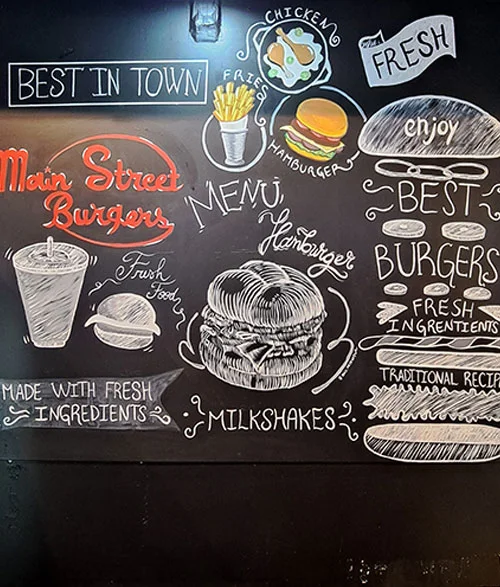 CHICKEN
FRESH
BEST IN TOWN
FRIES
HAMBURGER
enjoy
Main Street
Burgers
MENU
BEST
BURGERS
FRESH
INGRENTIENTS
TRADITIONAL RECIP
Hamburger
Fresh
Food
MADE WITH FRESH
INGREDIENTS
MILKSHAKES